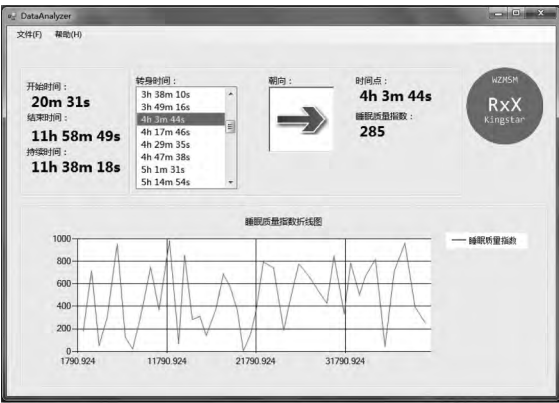 DataAnalyzer
文件(F) 帮助(H)
开始时间：
20m 31s
结束时间：
11h 58m 49s
持续时间：
11h 38m 18s
转身时间：
3h 38m 10s
3h 49m 16s
4h 3m 44s
4h 17m 46s
4h 29m 35s
4h 47m 38s
5h 1m 31s
5h 14m 54s
朝向：
时间点：
4h 3m 44s
睡眠质量指数：
285
WZMSM
RxX
Kingstar
睡眠质量指数折线图
1000
800
600
400
200
0
1790.924 11790.924 21790.924 31790.924
睡眠质量指数